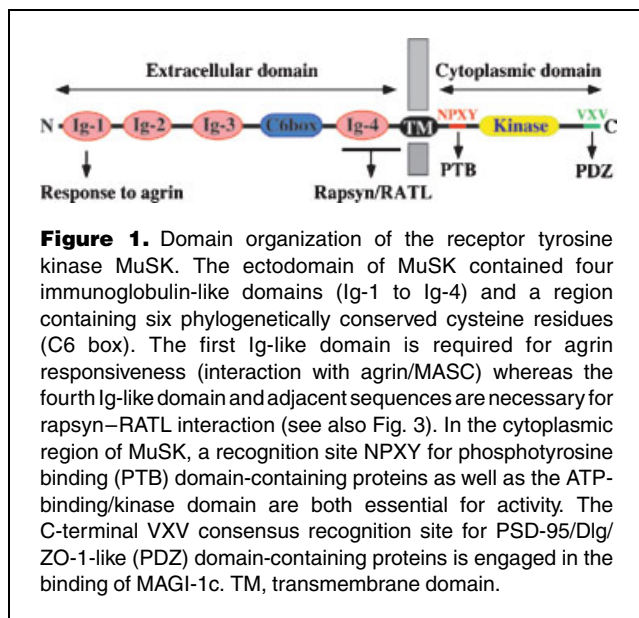 Extracellular domain Cytoplasmic domain
NPXY VXV
N Ig-1 Ig-2 Ig-3 C6box Ig-4 TM Kinase C
PTB PDZ
Response to agrin Rapsyn/RATL
Figure 1. Domain organization of the receptor tyrosine
kinase MuSK. The ectodomain of MuSK contained four
immunoglobulin-like domains (Ig-1 to Ig-4) and a region
containing six phylogenetically conserved cysteine residues
(C6 box). The first Ig-like domain is required for agrin
responsiveness (interaction with agrin/MASC) whereas the
fourth Ig-like domain and adjacent sequences are necessary for
rapsyn–RATL interaction (see also Fig. 3). In the cytoplasmic
region of MuSK, a recognition site NPXY for phosphotyrosine
binding (PTB) domain-containing proteins as well as the ATP-
binding/kinase domain are both essential for activity. The
C-terminal VXV consensus recognition site for PSD-95/Dlg/
ZO-1-like (PDZ) domain-containing proteins is engaged in the
binding of MAGI-1c. TM, transmembrane domain.